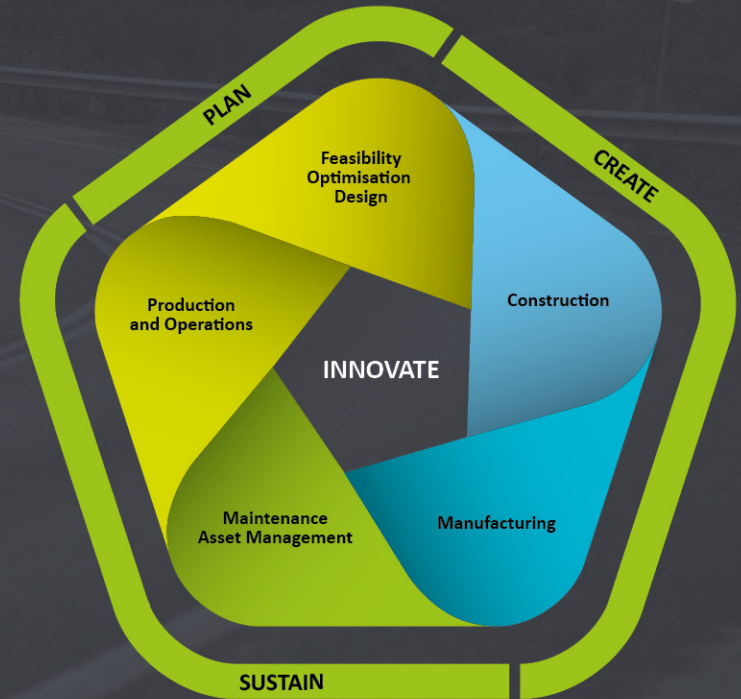 PLAN
CREATE
Feasibility
Optimisation
Design
Production
and Operations
Construction
INNOVATE
Maintenance
Asset Management
Manufacturing
SUSTAIN